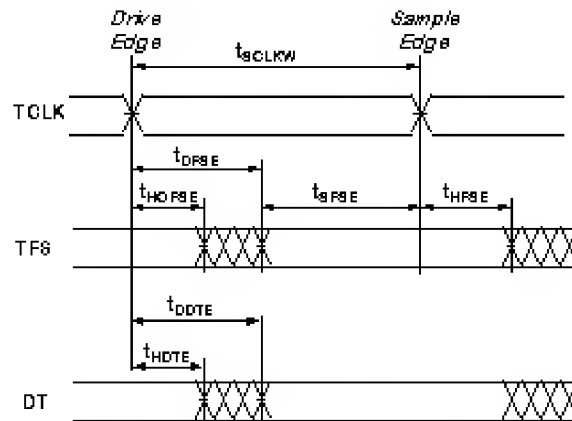 Drive Edge
Sample Edge
tSCLKW
TCLK
tDFSE
tHOFSE
tSFSE
tHFSE
TFS
tDDTE
tHDTE
DT